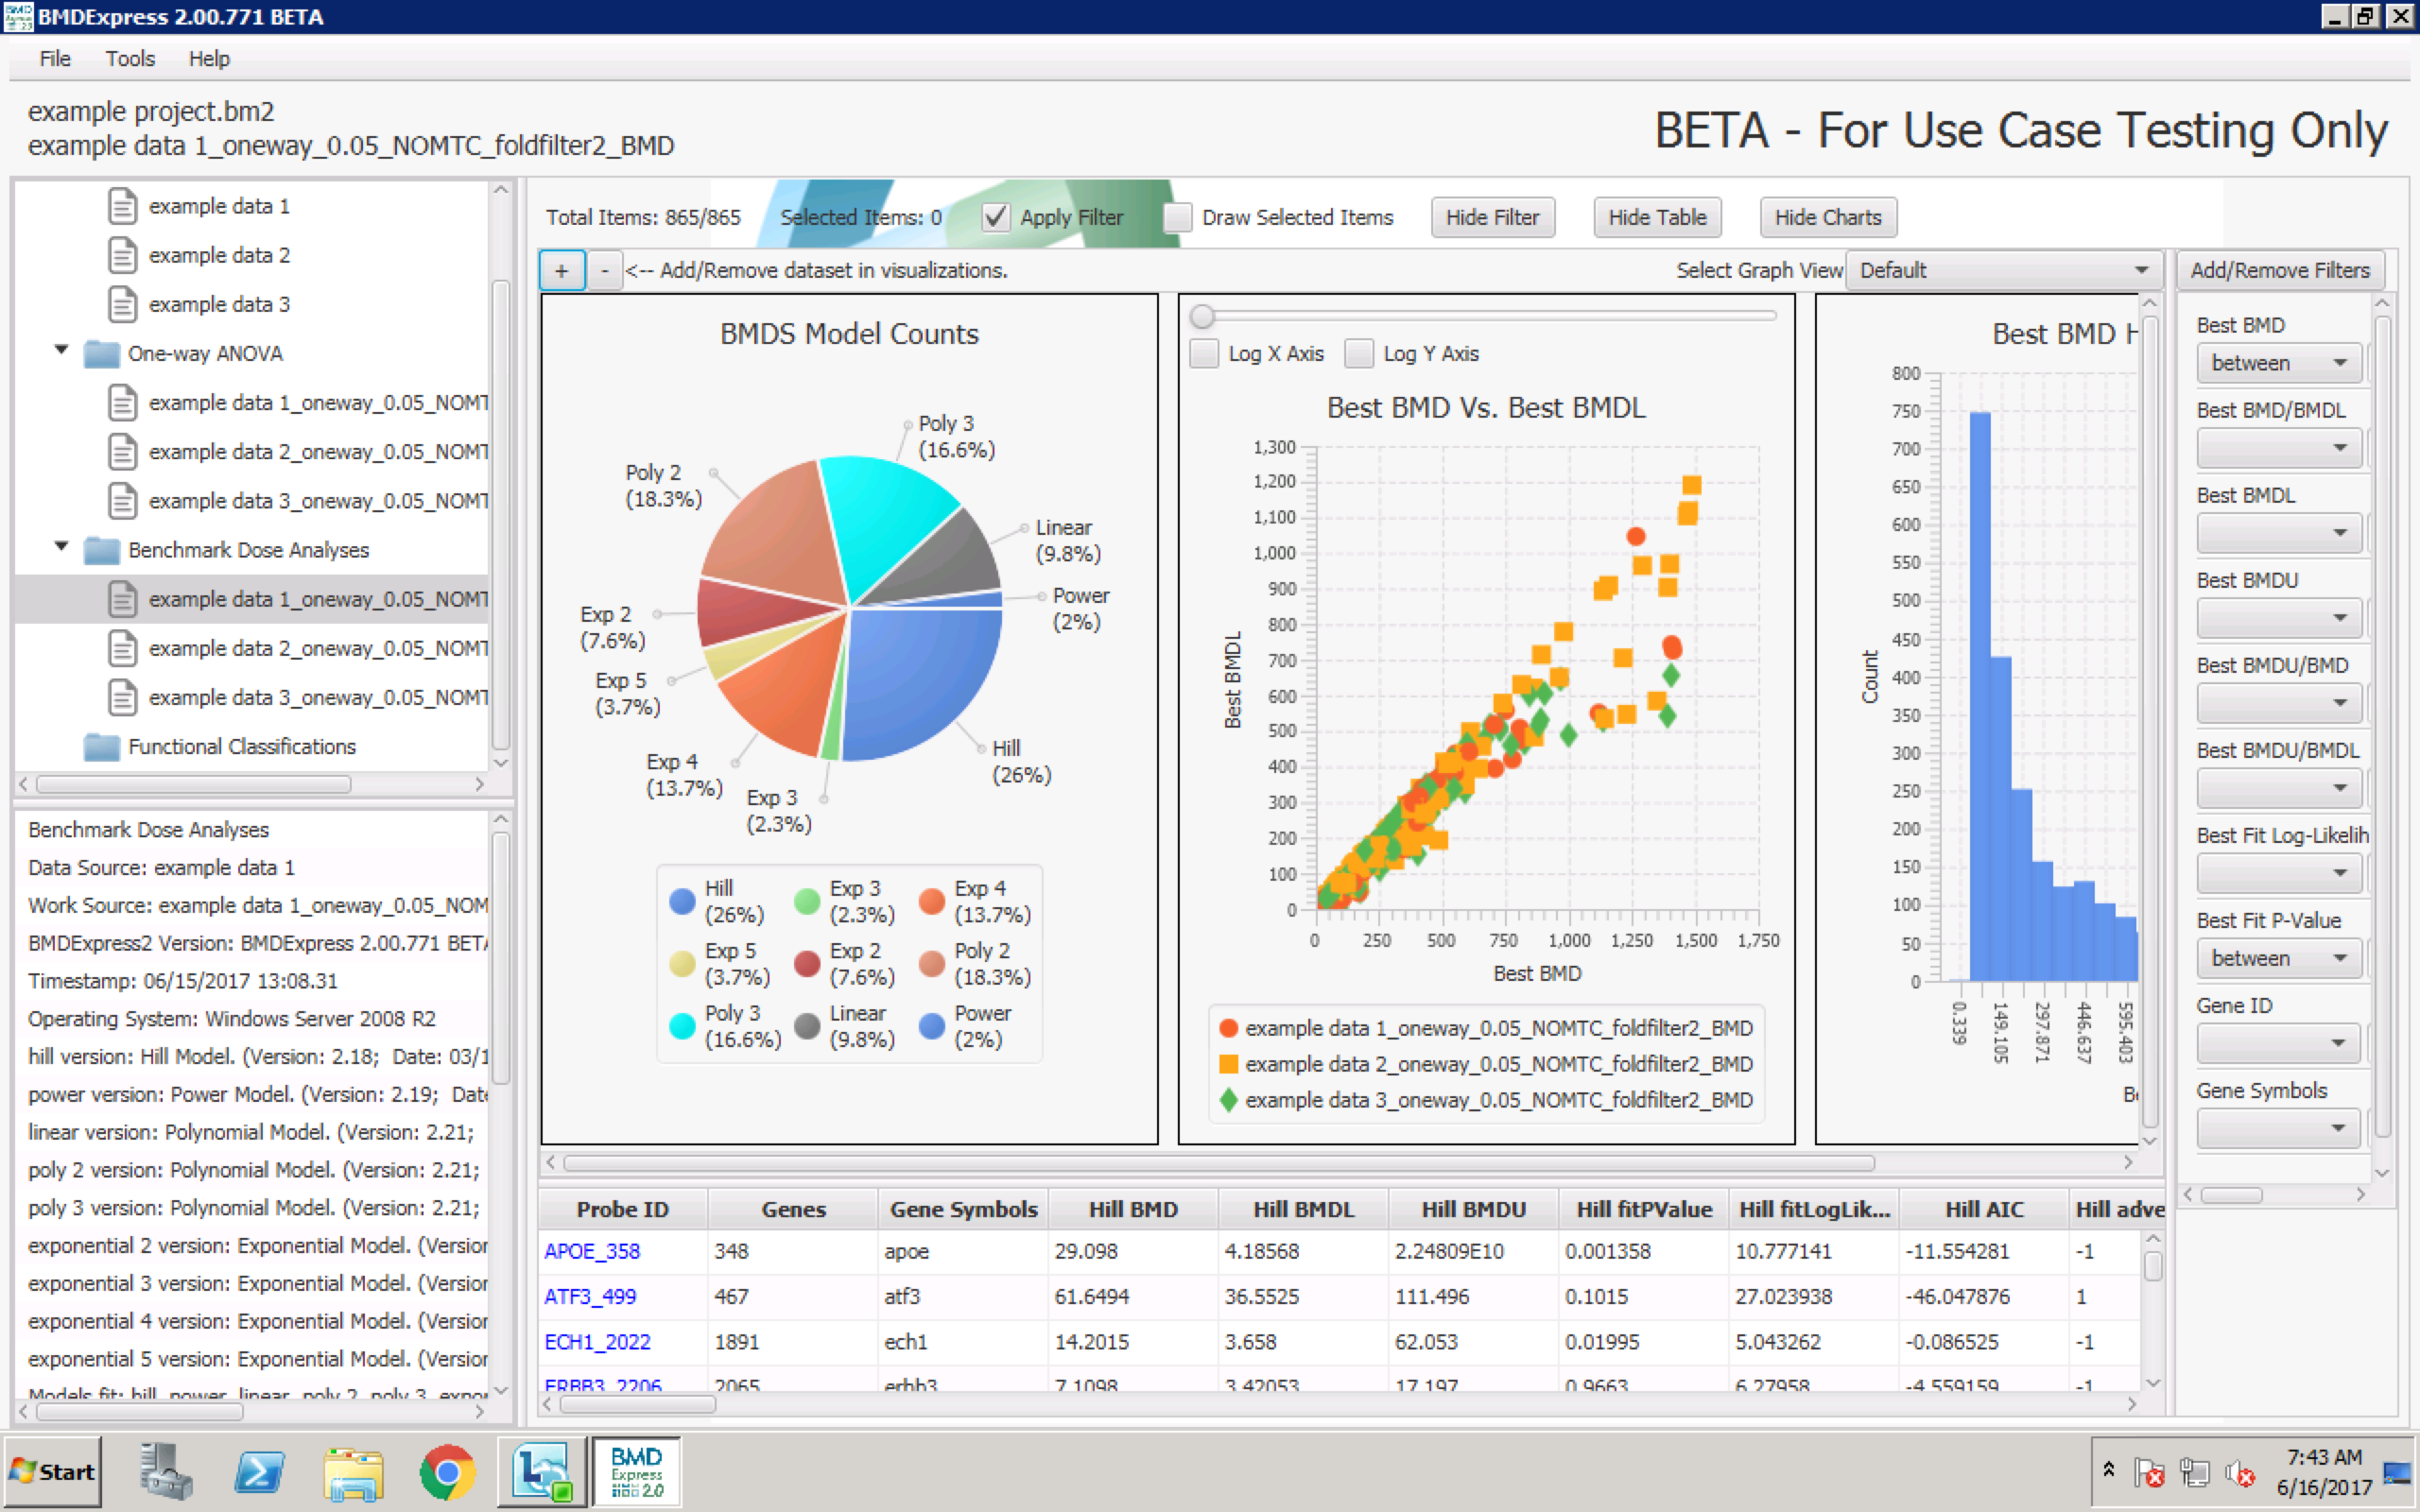 BMDExpress 2.00.771 BETA
File Tools Help
example project.bm2
example data 1_oneway_0.05_NOMTC_foldfilter2_BMD
BETA - For Use Case Testing Only
example data 1
example data 2
example data 3
One-way ANOVA
example data 1_oneway_0.05_NOMT
example data 2_oneway_0.05_NOMT
example data 3_oneway_0.05_NOMT
Benchmark Dose Analyses
example data 1_oneway_0.05_NOMT
example data 2_oneway_0.05_NOMT
example data 3_oneway_0.05_NOMT
Functional Classifications
Benchmark Dose Analyses
Data Source: example data 1
Work Source: example data 1_oneway_0.05_NOM
BMDExpress2 Version: BMDExpress 2.00.771 BETA
Timestamp: 06/15/2017 13:08.31
Operating System: Windows Server 2008 R2
hill version: Hill Model. (Version: 2.18; Date: 03/1
power version: Power Model. (Version: 2.19; Date
linear version: Polynomial Model. (Version: 2.21;
poly 2 version: Polynomial Model. (Version: 2.21;
poly 3 version: Polynomial Model. (Version: 2.21;
exponential 2 version: Exponential Model. (Version
exponential 3 version: Exponential Model. (Version
exponential 4 version: Exponential Model. (Version
exponential 5 version: Exponential Model. (Version
Models fit: hill, power, linear, poly 2, poly 3, expon
Total Items: 865/865 Selected Items: 0 Apply Filter Draw Selected Items Hide Filter Hide Table Hide Charts
+ - <-- Add/Remove dataset in visualizations. Select Graph View Default
BMDS Model Counts
Poly 3
(16.6%)
Poly 2
(18.3%)
Linear
(9.8%)
Power
(2%)
Exp 2
(7.6%)
Exp 5
(3.7%)
Exp 4
(13.7%)
Exp 3
(2.3%)
Hill
(26%)
Hill
(26%)
Exp 3
(2.3%)
Exp 4
(13.7%)
Exp 5
(3.7%)
Exp 2
(7.6%)
Poly 2
(18.3%)
Poly 3
(16.6%)
Linear
(9.8%)
Power
(2%)
Log X Axis Log Y Axis
Best BMD Vs. Best BMDL
Best BMDL
1,300
1,200
1,100
1,000
900
800
700
600
500
400
300
200
100
0
0 250 500 750 1,000 1,250 1,500 1,750
Best BMD
example data 1_oneway_0.05_NOMTC_foldfilter2_BMD
example data 2_oneway_0.05_NOMTC_foldfilter2_BMD
example data 3_oneway_0.05_NOMTC_foldfilter2_BMD
Best BMD H
Count
800
750
700
650
600
550
500
450
400
350
300
250
200
150
100
50
0
0.339 149.105 297.871 446.637 595.403
Be
Add/Remove Filters
Best BMD
between
Best BMD/BMDL
Best BMDL
Best BMDU
Best BMDU/BMD
Best BMDU/BMDL
Best Fit Log-Likelih
Best Fit P-Value
between
Gene ID
Gene Symbols
Probe ID Genes Gene Symbols Hill BMD Hill BMDL Hill BMDU Hill fitPValue Hill fitLogLik... Hill AIC Hill adve
APOE_358 348 apoe 29.098 4.18568 2.24809E10 0.001358 10.777141 -11.554281 -1
ATF3_499 467 atf3 61.6494 36.5525 111.496 0.1015 27.023938 -46.047876 1
ECH1_2022 1891 ech1 14.2015 3.658 62.053 0.01995 5.043262 -0.086525 -1
ERBB3_2206 2065 erbb3 7.1098 3.42053 17.197 0.9663 6.27958 -4.559159 -1
Start
BMD
Express
2.0
7:43 AM
6/16/2017